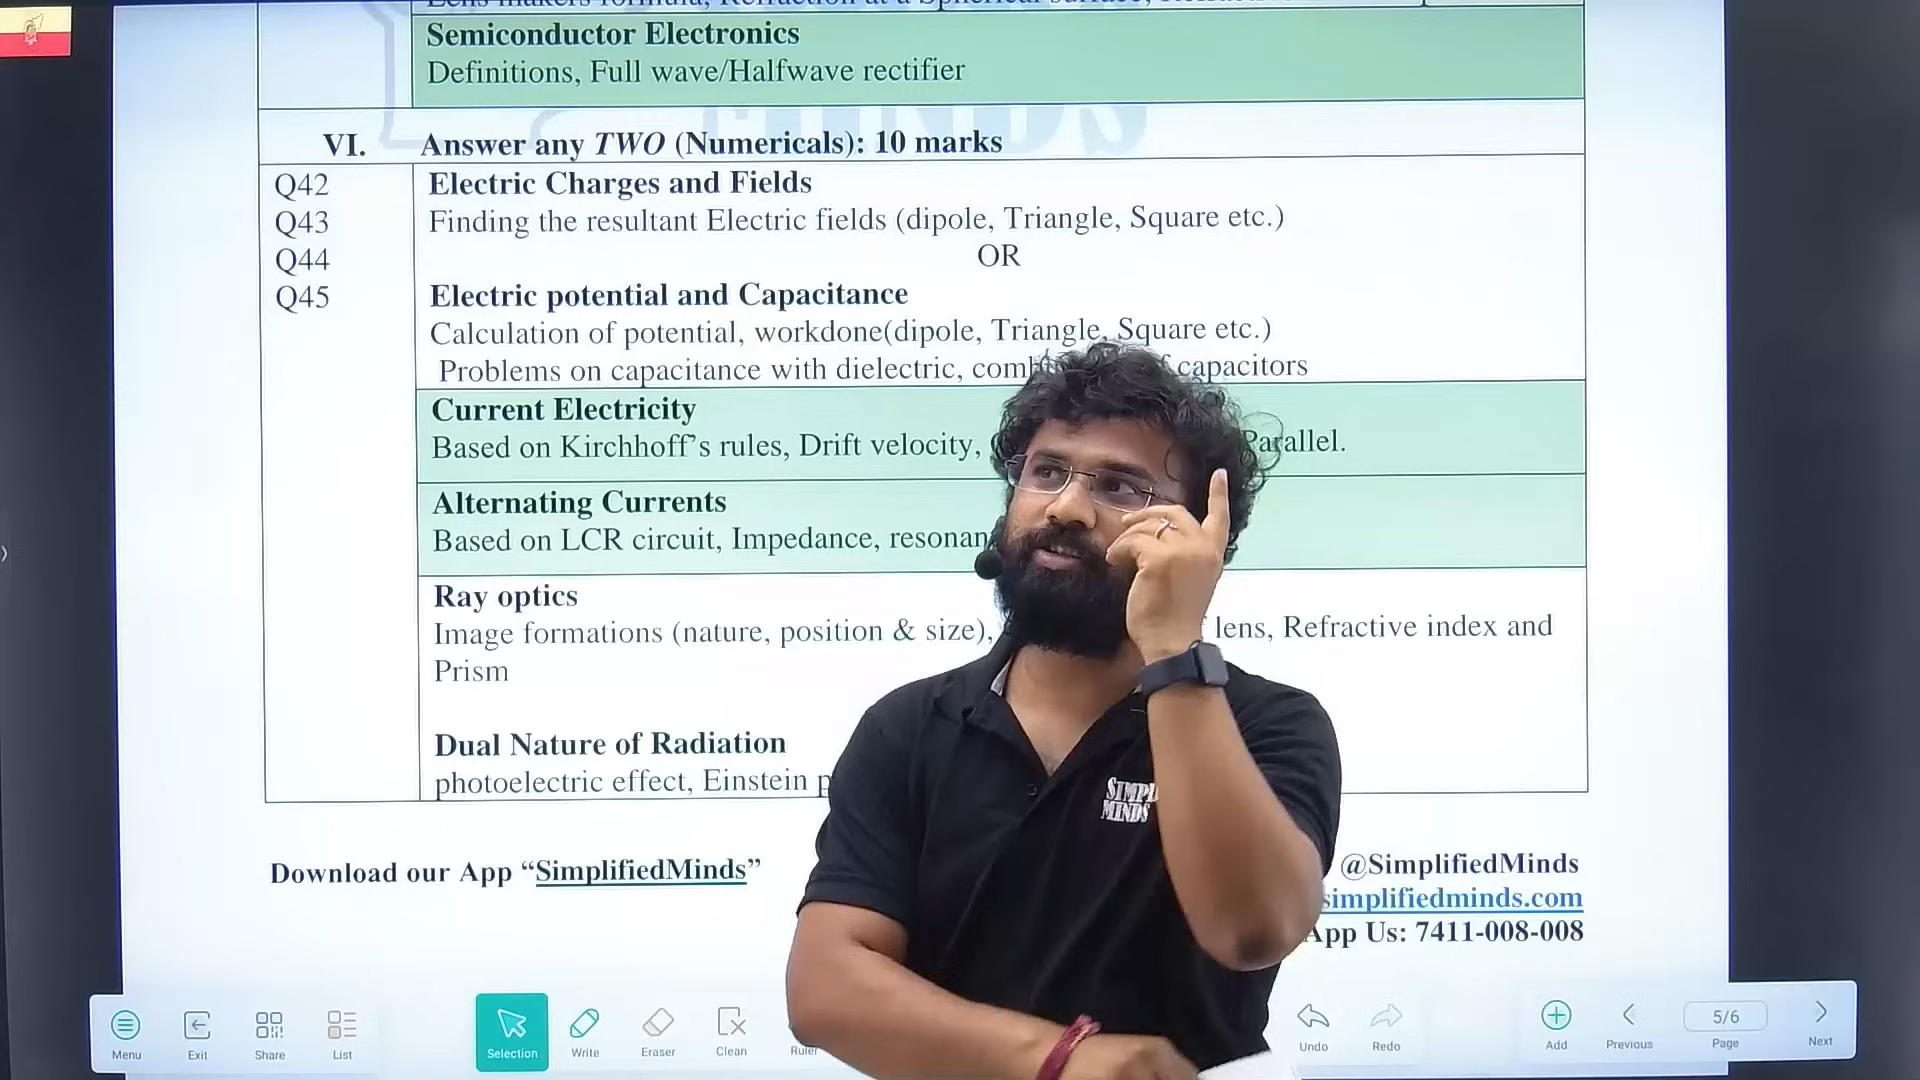 Semiconductor Electronics
Definitions, Full wave/Halfwave rectifier
VI. Answer any TWO (Numericals): 10 marks
Q42 Electric Charges and Fields
Q43 Finding the resultant Electric fields (dipole, Triangle, Square etc.)
Q44 OR
Q45 Electric potential and Capacitance
Calculation of potential, workdone(dipole, Triangle, Square etc.)
Problems on capacitance with dielectric, capacitors
Current Electricity
Based on Kirchhoff's rules, Drift velocity, Parallel.
Alternating Currents
Based on LCR circuit, Impedance,
Ray optics
Image formations (nature, position & size), lens, Refractive index and
Prism
Dual Nature of Radiation
photoelectric effect, Einstein
Download our App “SimplifiedMinds” @SimplifiedMinds
simplifiedminds.com
App Us: 7411-008-008
MINDS
Menu Exit Share List Selection Write Eraser Clean Ruler Undo Redo Add Previous 5/6 Page Next